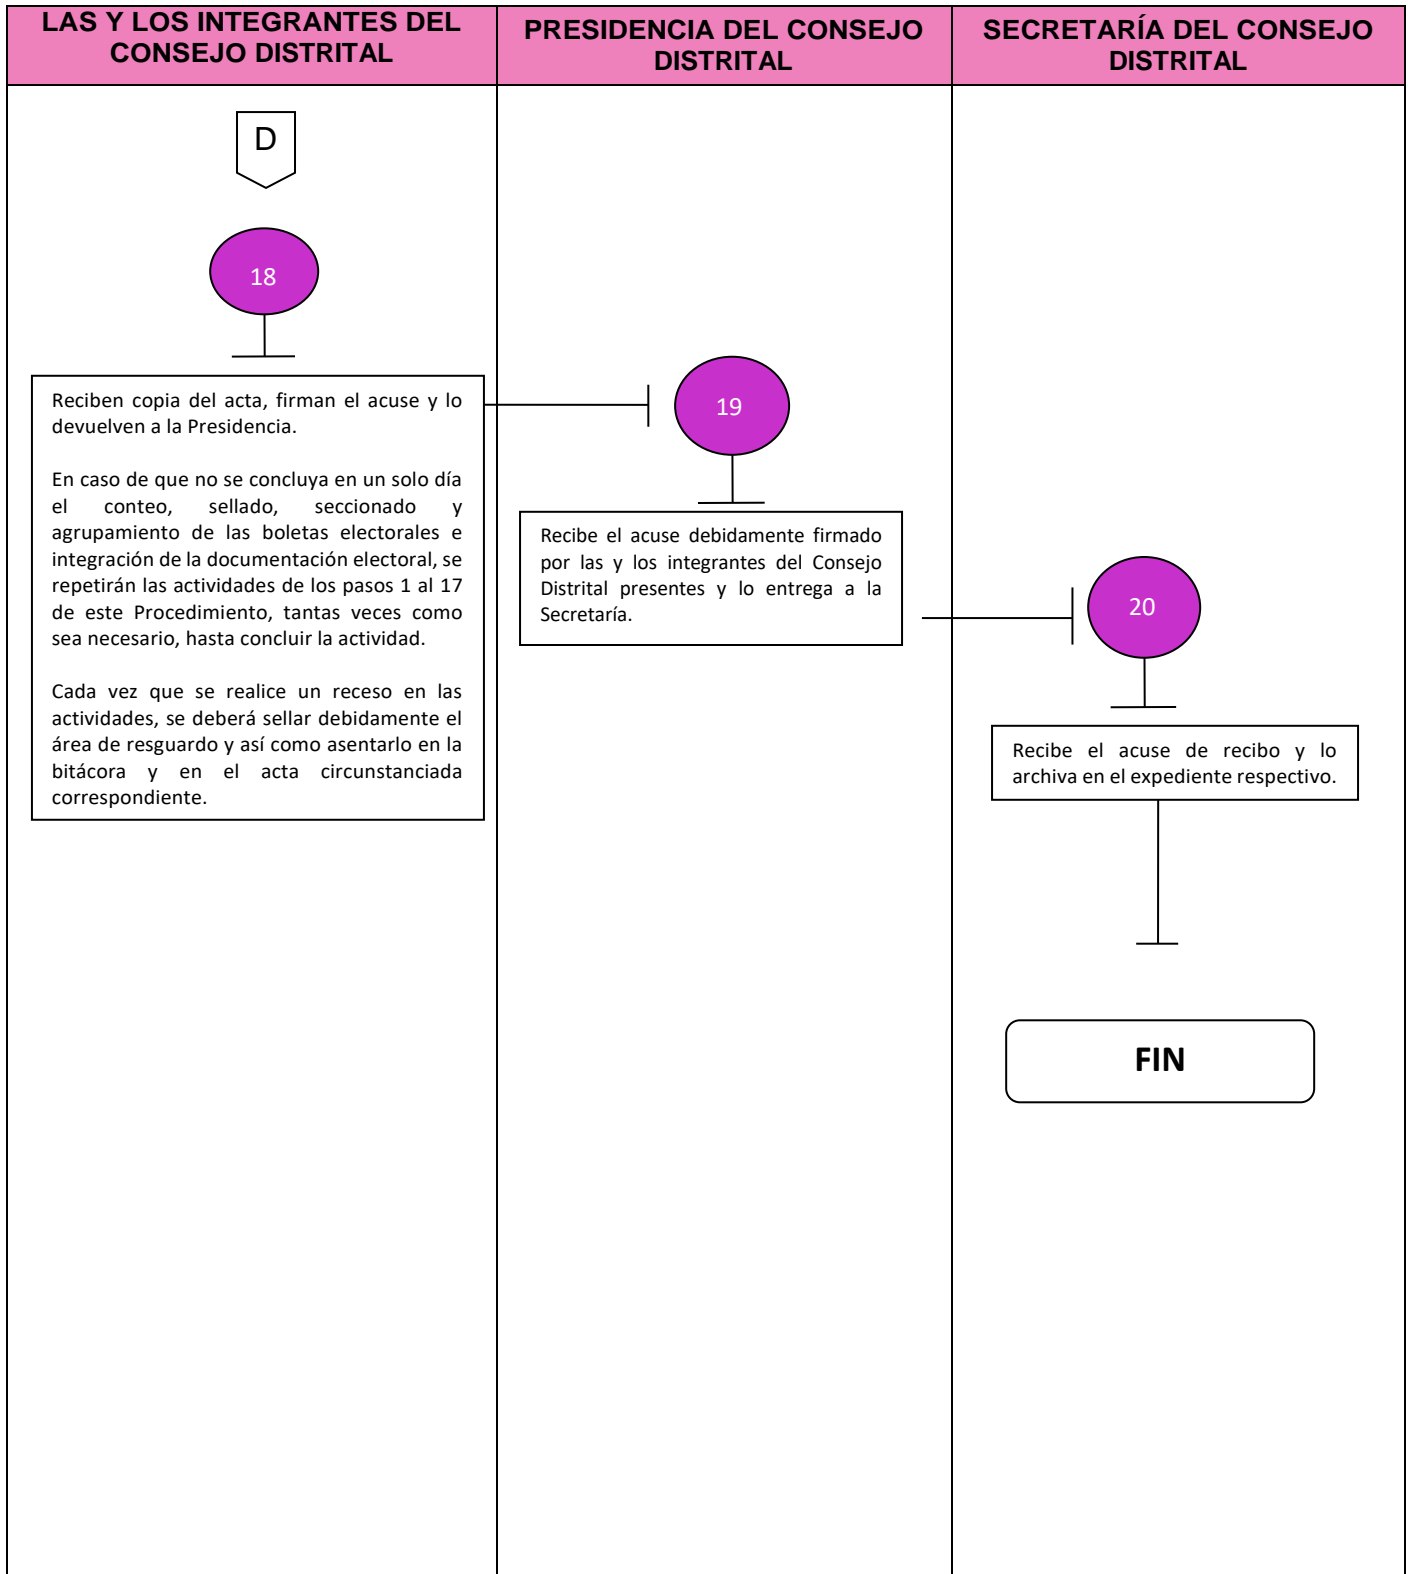 LAS Y LOS INTEGRANTES DEL
CONSEJO DISTRITAL
PRESIDENCIA DEL CONSEJO
DISTRITAL
SECRETARÍA DEL CONSEJO
DISTRITAL
D
18
Reciben copia del acta, firman el acuse y lo
devuelven a la Presidencia.
En caso de que no se concluya en un solo día
el conteo, sellado, seccionado y
agrupamiento de las boletas electorales e
integración de la documentación electoral, se
repetirán las actividades de los pasos 1 al 17
de este Procedimiento, tantas veces como
sea necesario, hasta concluir la actividad.
Cada vez que se realice un receso en las
actividades, se deberá sellar debidamente el
área de resguardo y así como asentarlo en la
bitácora y en el acta circunstanciada
correspondiente.
19
Recibe el acuse debidamente firmado
por las y los integrantes del Consejo
Distrital presentes y lo entrega a la
Secretaría.
20
Recibe el acuse de recibo y lo
archiva en el expediente respectivo.
FIN